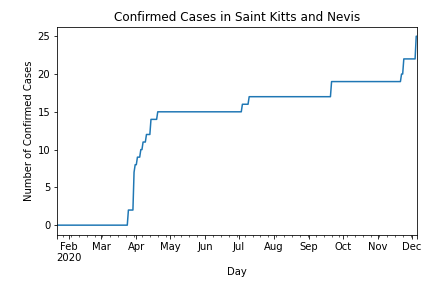 Confirmed Cases in Saint Kitts and Nevis
Number of Confirmed Cases
25
20
15
10
5
0
Feb Mar Apr May Jun Jul Aug Sep Oct Nov Dec
2020
Day